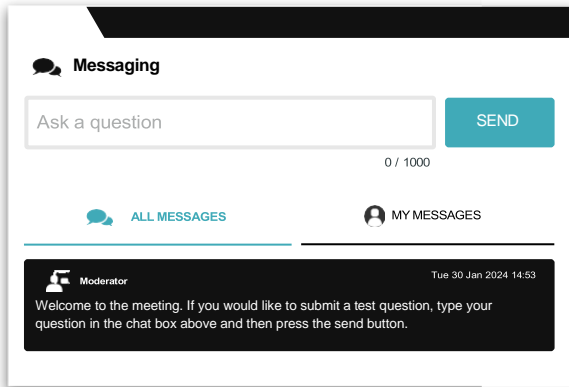 Messaging
Ask a question
SEND
0 / 1000
ALL MESSAGES
MY MESSAGES
Moderator
Tue 30 Jan 2024 14:53
Welcome to the meeting. If you would like to submit a test question, type your
question in the chat box above and then press the send button.